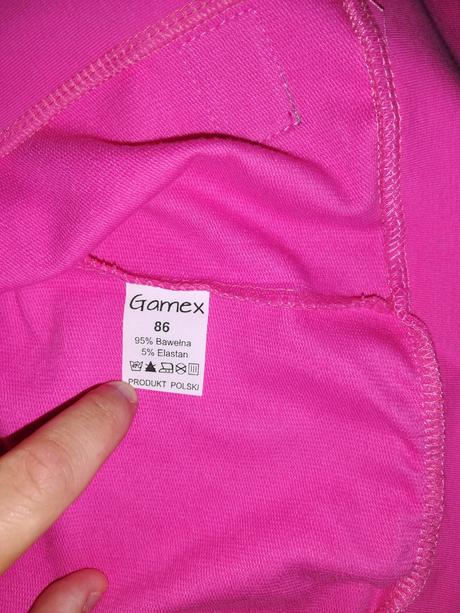 Gamex
86
95% Bawełna
5% Elastan
PRODUKT POLSKI